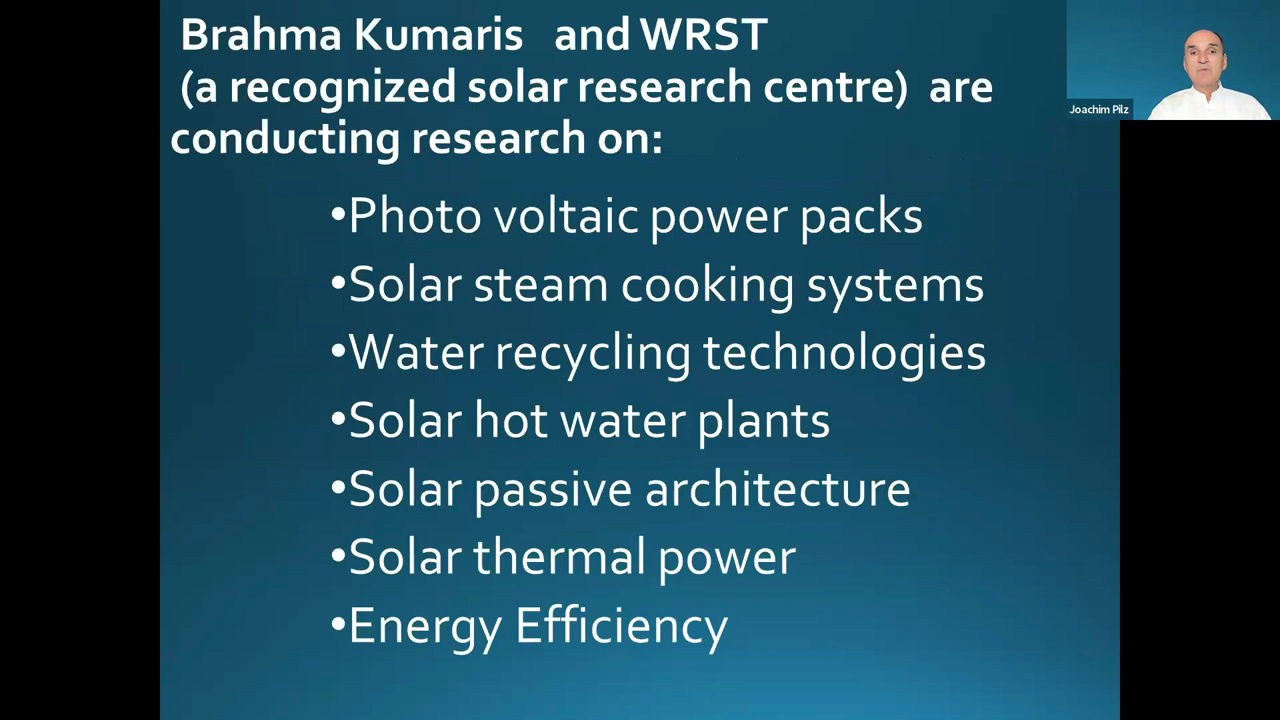 Brahma Kumaris and WRST
(a recognized solar research centre) are
conducting research on:
•Photo voltaic power packs
•Solar steam cooking systems
•Water recycling technologies
•Solar hot water plants
•Solar passive architecture
•Solar thermal power
•Energy Efficiency
Joachim Pilz